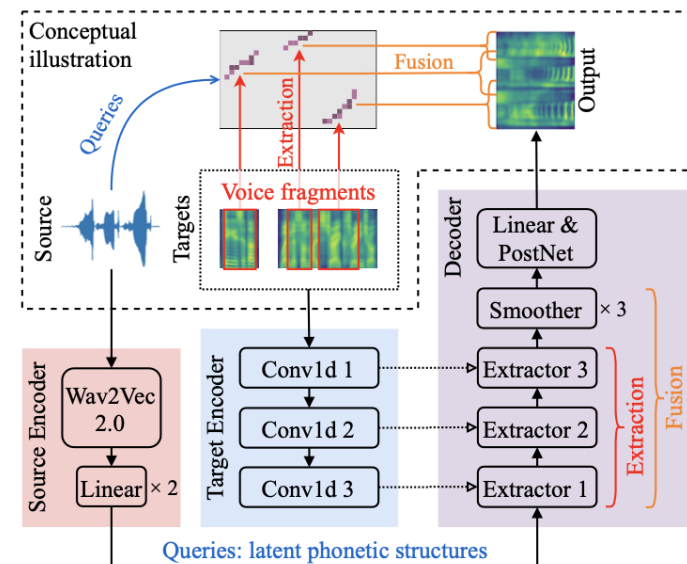 Conceptual
illustration
Queries
Extraction
Fusion
Output
Source
Targets
Voice fragments
Decoder
Linear &
PostNet
Smoother × 3
Source Encoder
Wav2Vec
2.0
Linear × 2
Target Encoder
Conv1d 1
Conv1d 2
Conv1d 3
Extractor 3
Extractor 2
Extractor 1
Extraction
Fusion
Queries: latent phonetic structures